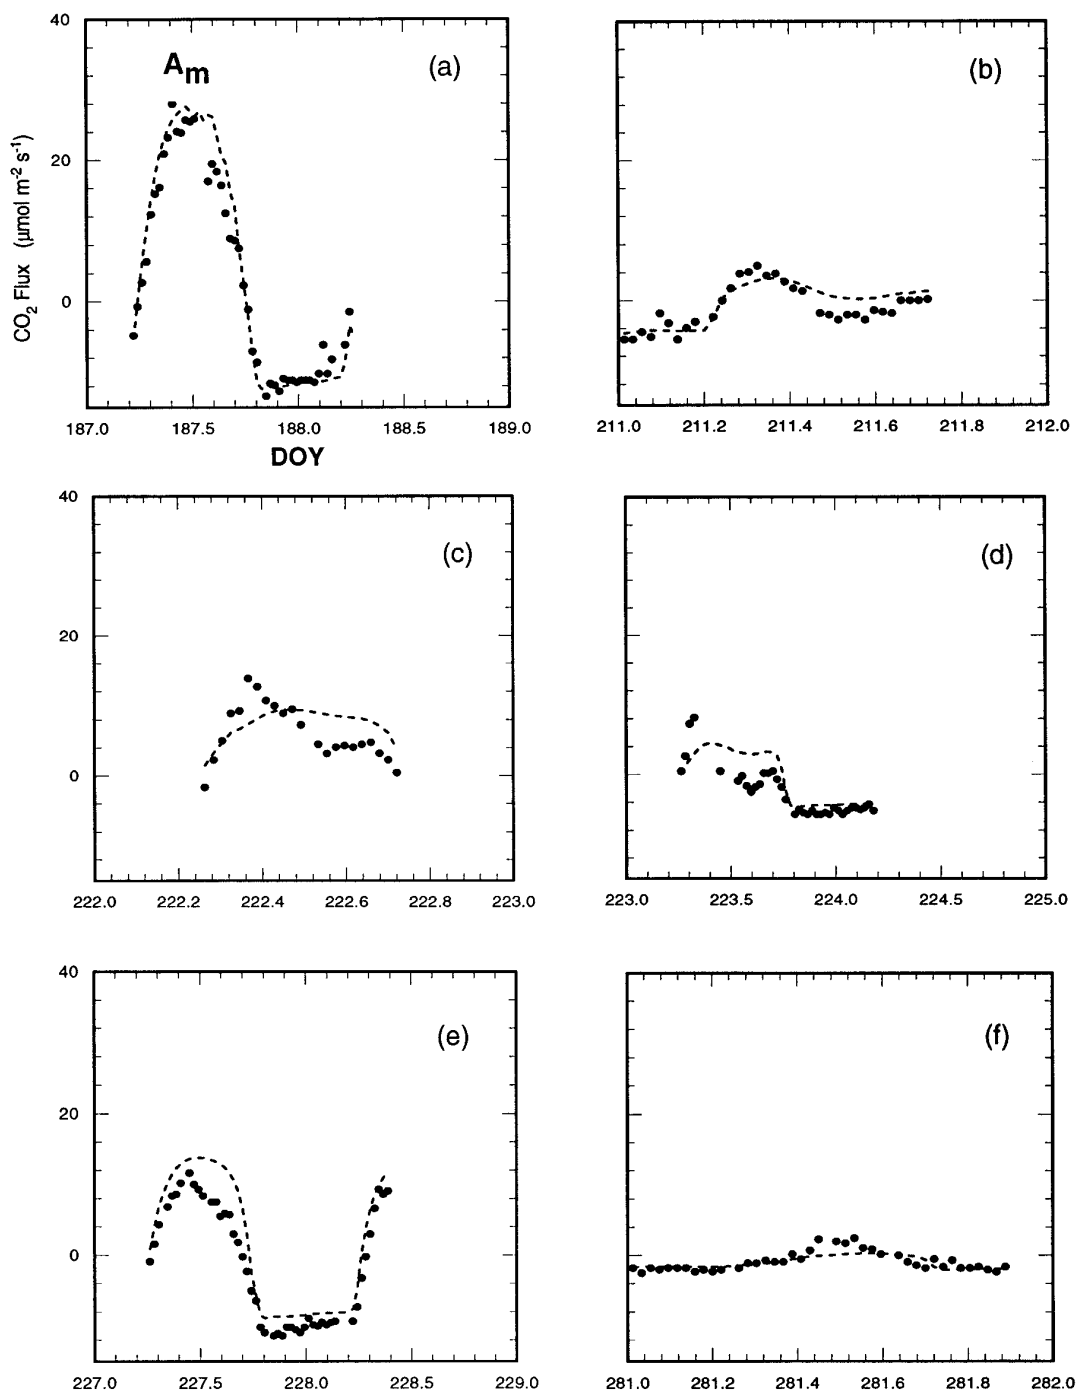 40
A_m
(a)
(b)
20
CO₂ Flux (μmol m⁻² s⁻¹)
0
187.0 187.5 188.0 188.5 189.0
211.0 211.2 211.4 211.6 211.8 212.0
DOY
40
(c)
(d)
20
0
222.0 222.2 222.4 222.6 222.8 223.0
223.0 223.5 224.0 224.5 225.0
40
(e)
(f)
20
0
227.0 227.5 228.0 228.5 229.0
281.0 281.2 281.4 281.6 281.8 282.0